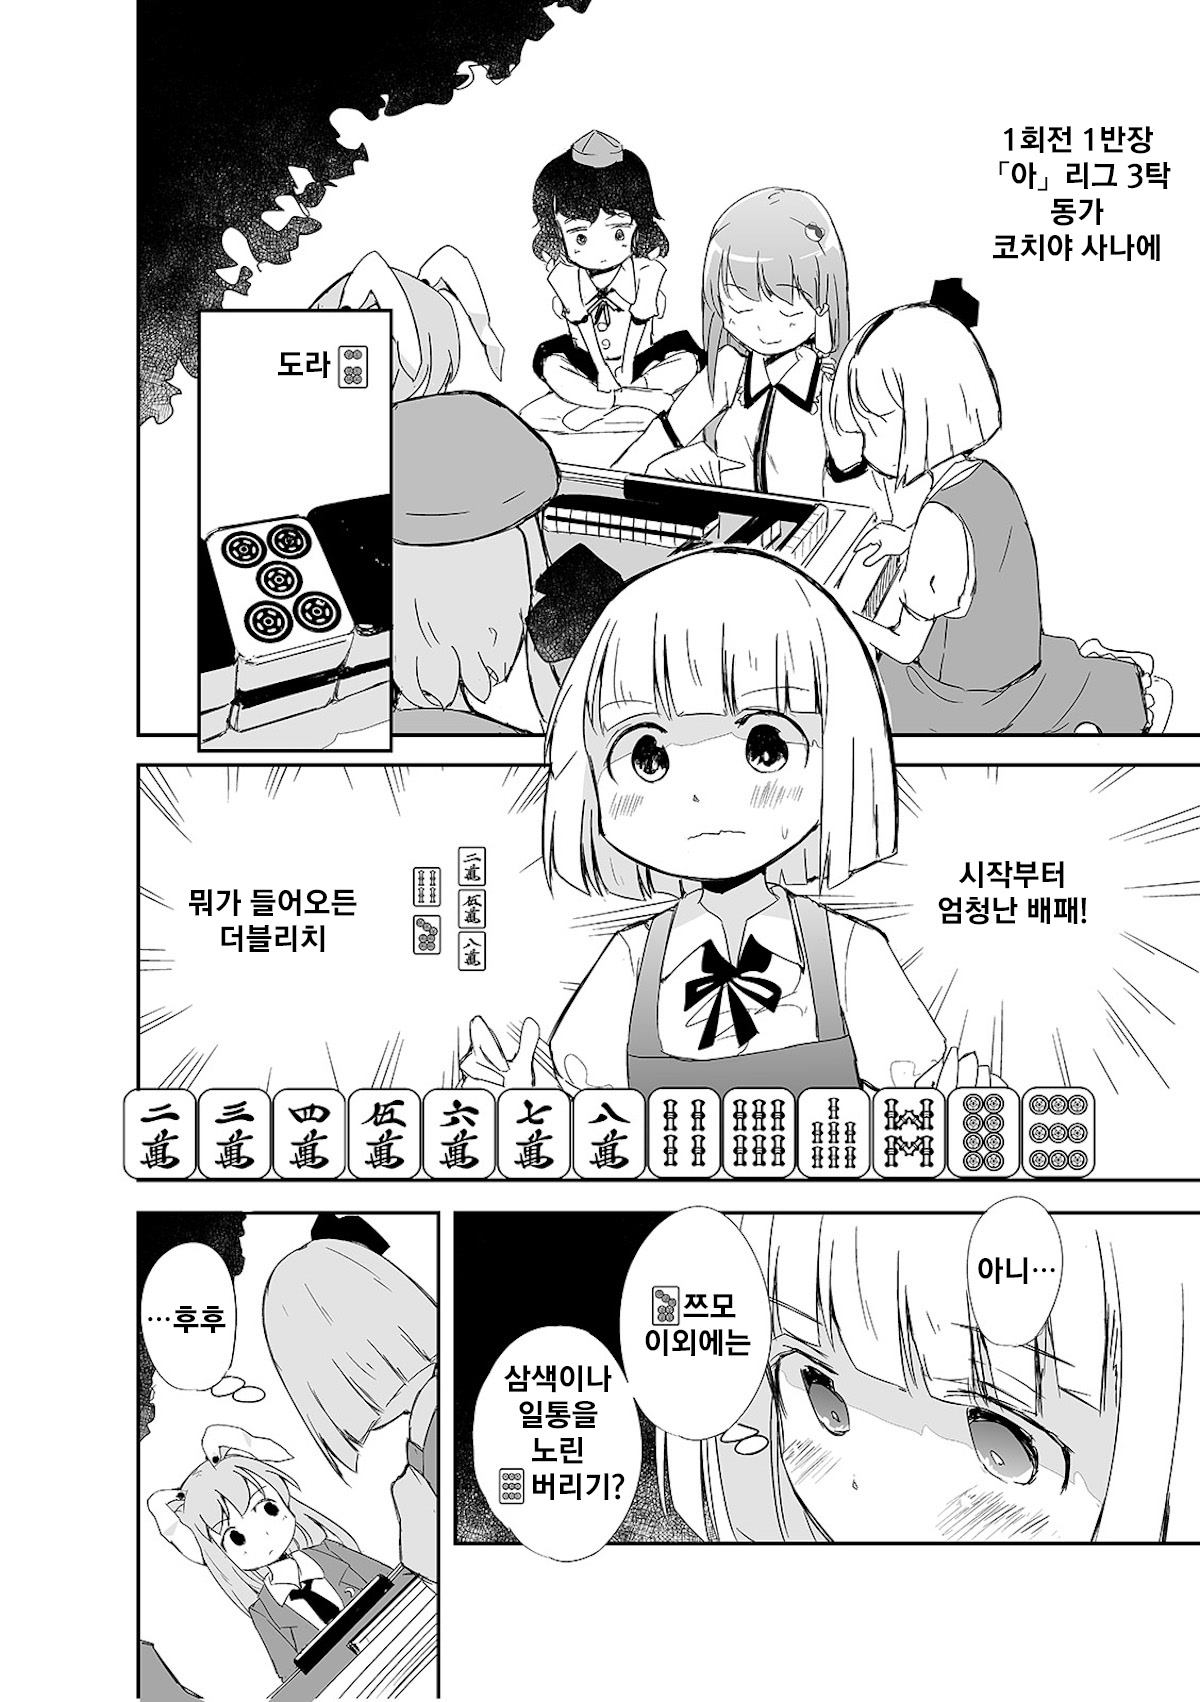 1회전 1반장
「아」리그 3탁
동가
코치야 사나에
도라
시작부터
엄청난 배패!
뭐가 들어오든
더블리치
二萬
伍萬
八萬
二萬 三萬 四萬 伍萬 六萬 七萬 八萬
아니…
쯔모
이외에는
삼색이나
일통을
노린
버리기?
…후후